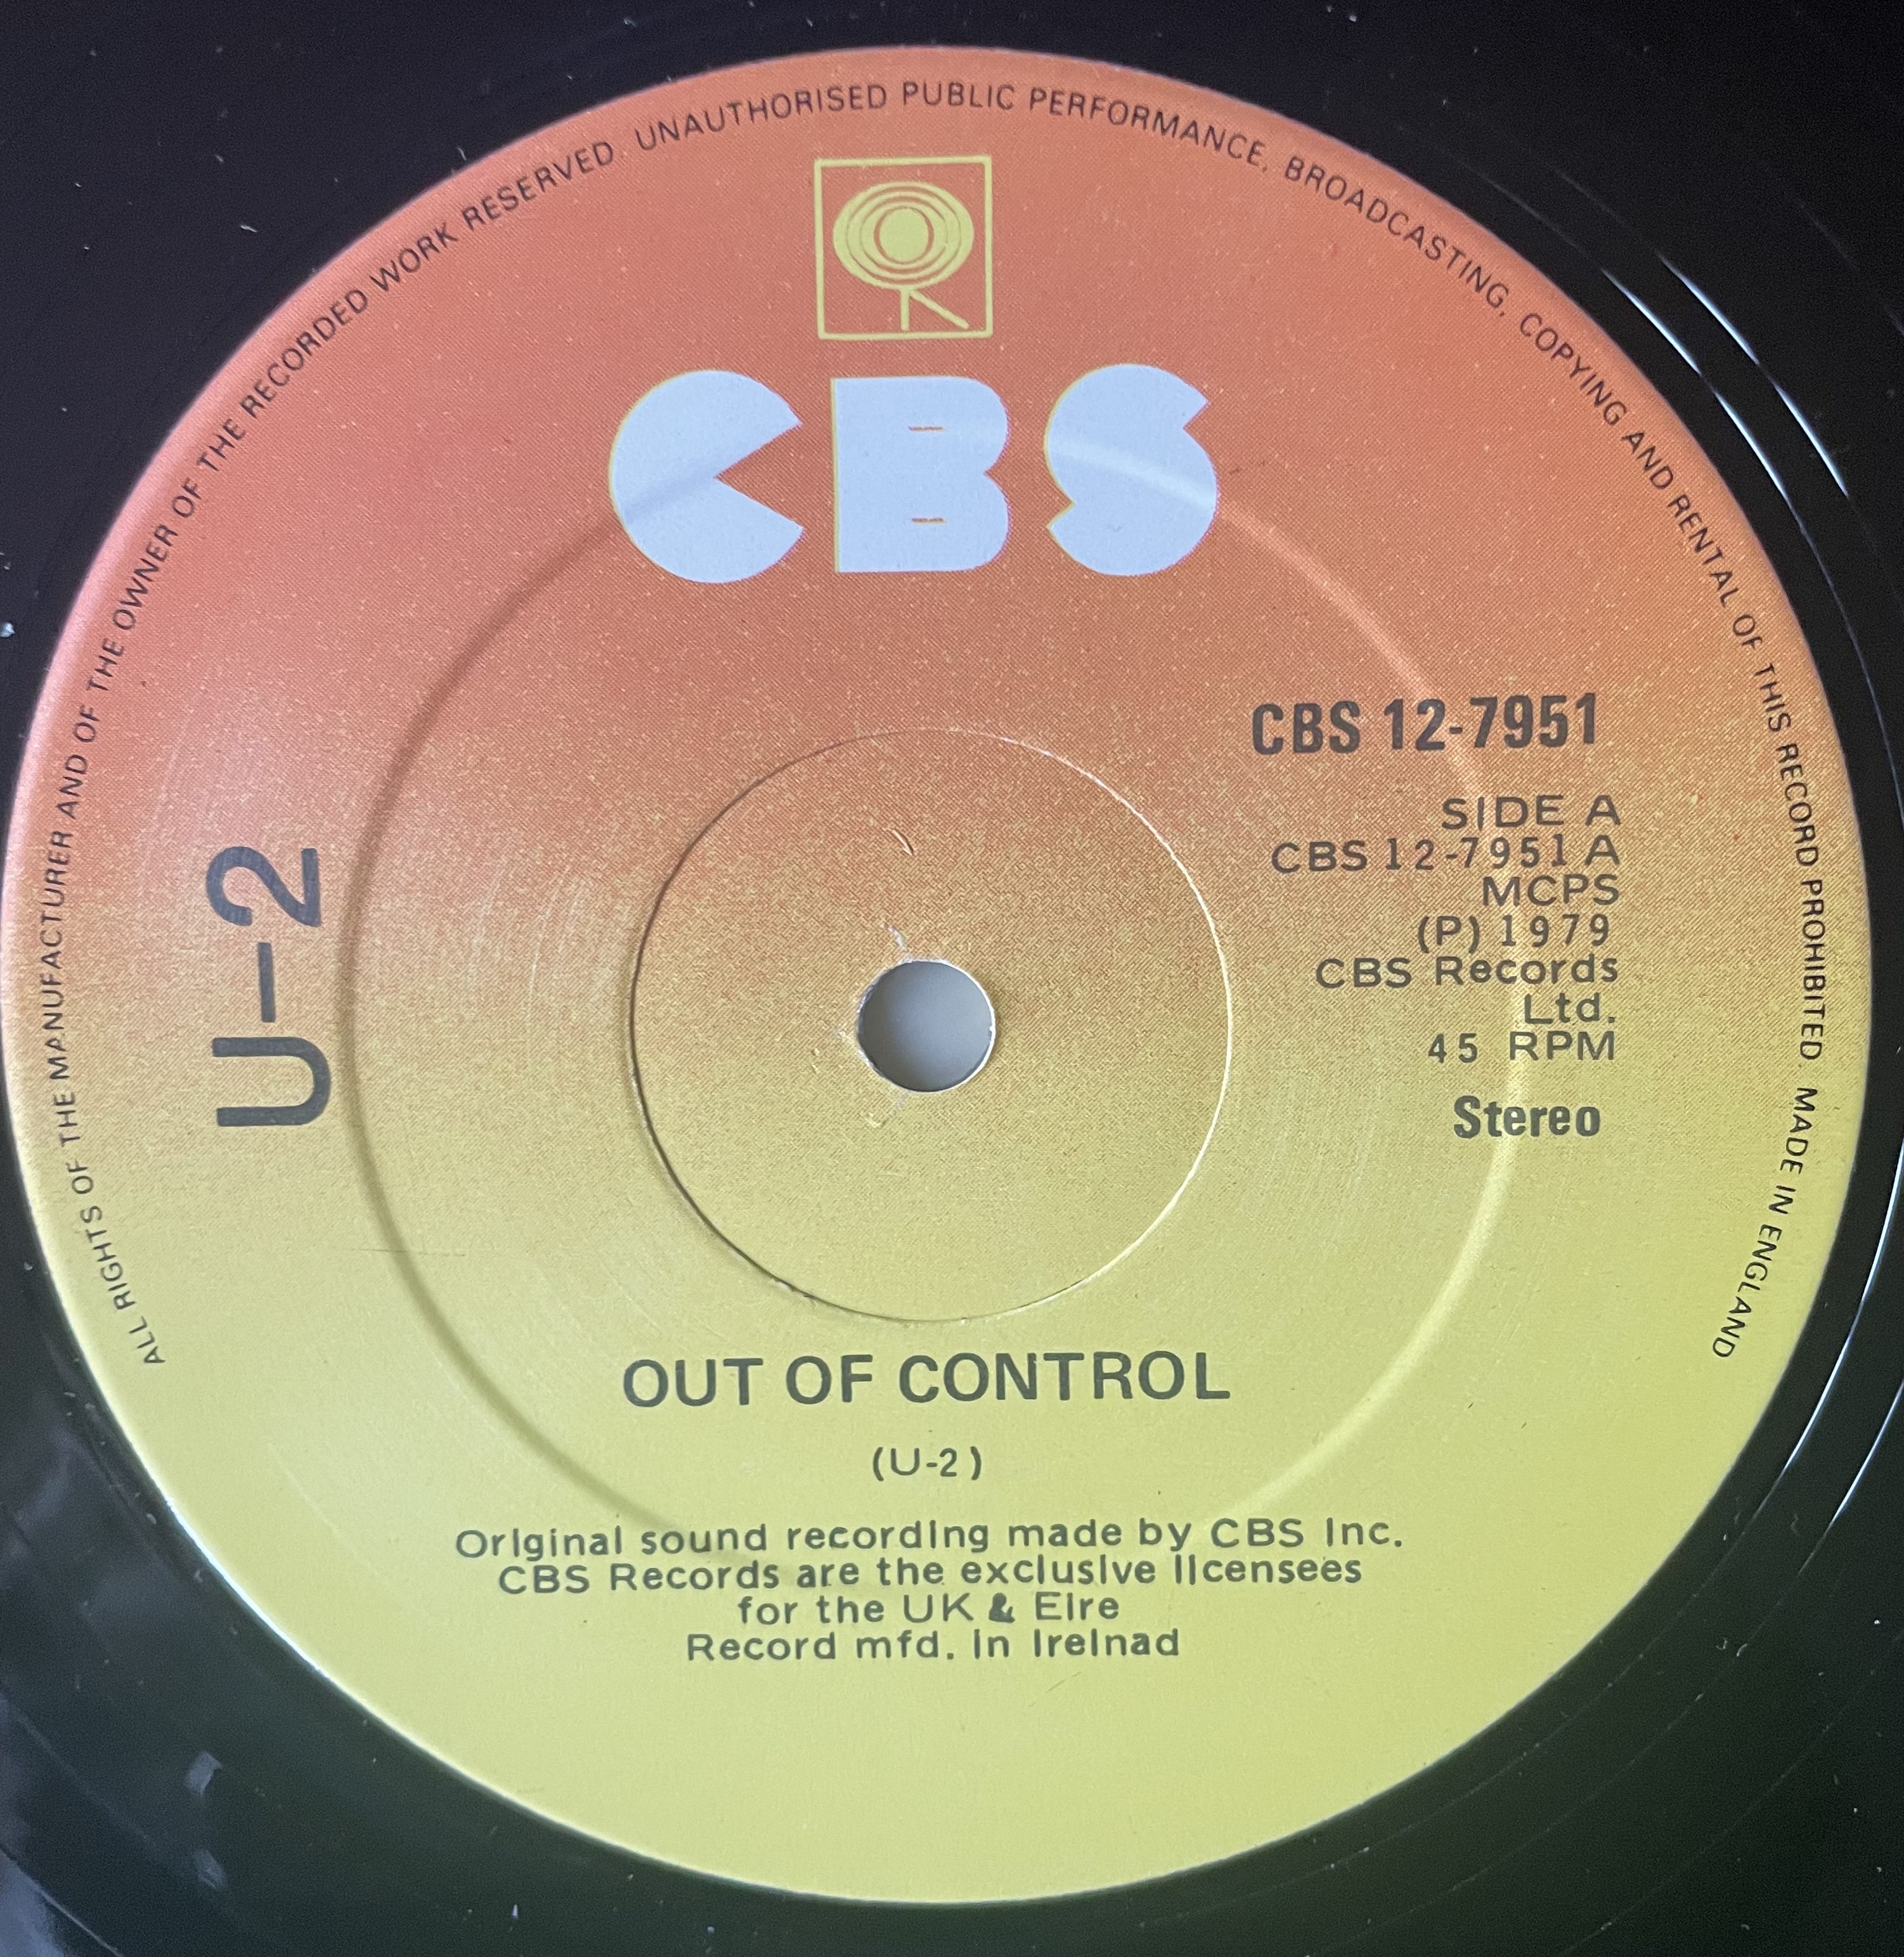 ALL RIGHTS OF THE MANUFACTURER AND OF THE OWNER OF THE RECORDED WORK RESERVED. UNAUTHORISED PUBLIC PERFORMANCE, BROADCASTING, COPYING AND RENTAL OF THIS RECORD PROHIBITED. MADE IN ENGLAND
CBS
U-2
CBS 12-7951
SIDE A
CBS 12-7951 A
MCPS
(P) 1979
CBS Records
Ltd.
45 RPM
Stereo
OUT OF CONTROL
(U-2)
Original sound recording made by CBS Inc.
CBS Records are the exclusive licensees
for the UK & Eire
Record mfd. in Irelnad